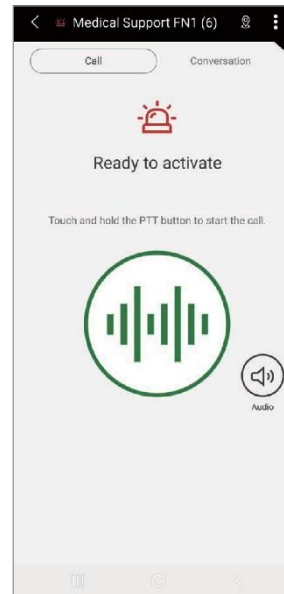 Medical Support FN1 (6)
Call
Conversation
Ready to activate
Touch and hold the PTT button to start the call.
Audio